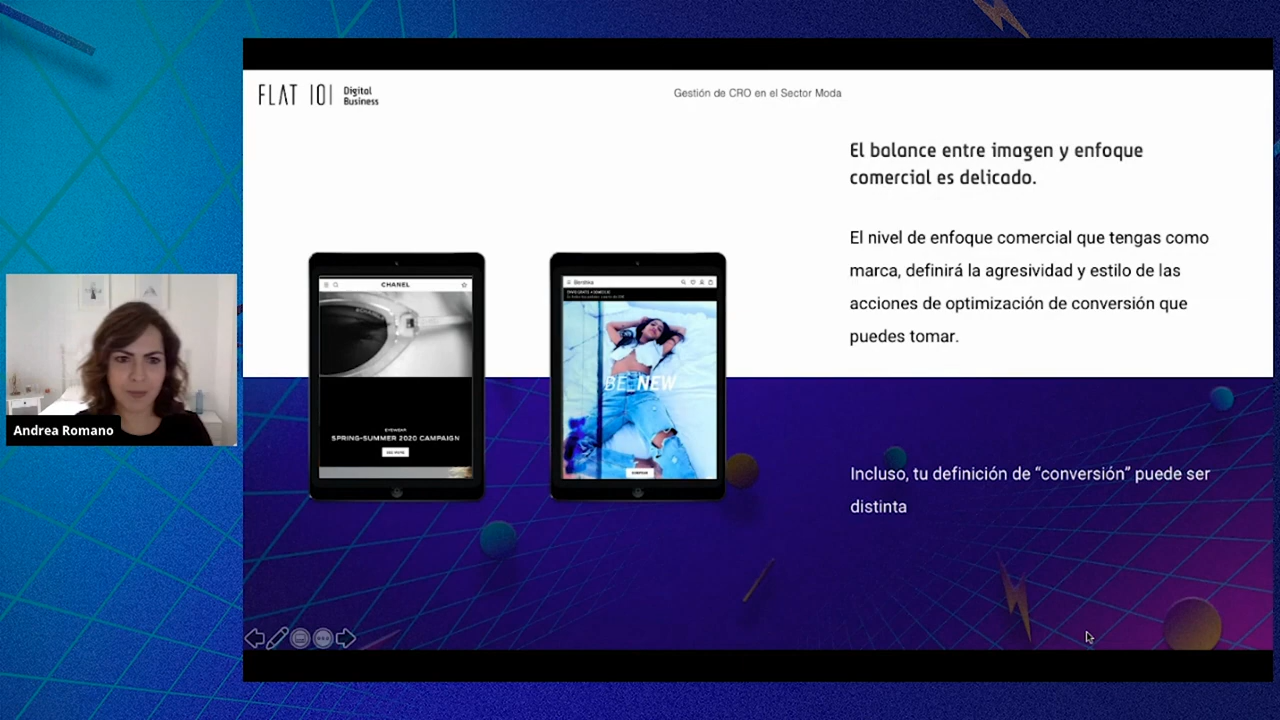 FLAT 101 Digital Business
Gestión de CRO en el Sector Moda
El balance entre imagen y enfoque
comercial es delicado.
El nivel de enfoque comercial que tengas como
marca, definirá la agresividad y estilo de las
acciones de optimización de conversión que
puedes tomar.
CHANEL
EYEWEAR
SPRING-SUMMER 2020 CAMPAIGN
Bershka
BE NEW
Andrea Romano
Incluso, tu definición de “conversión” puede ser
distinta